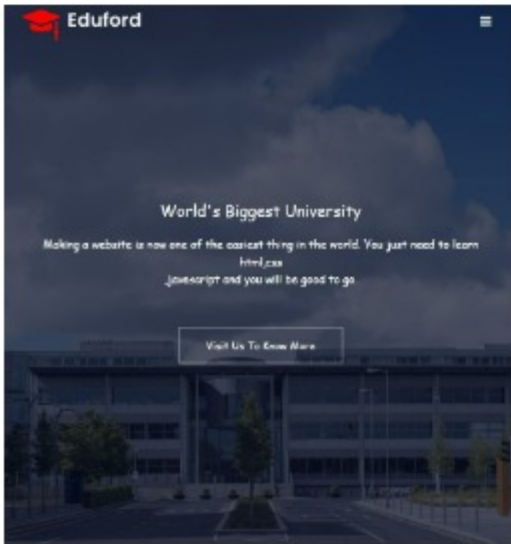 Eduford
World's Biggest University
Making a website is now one of the easiest thing in the world. You just need to learn
html,css
,javascript and you will be good to go
Visit Us To Know More